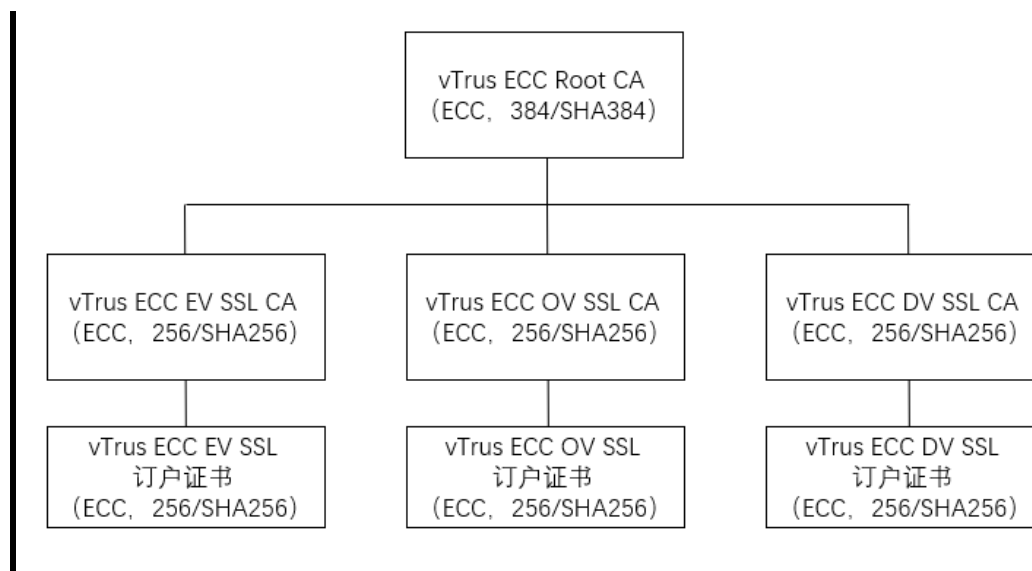 vTrus ECC Root CA
（ECC，384/SHA384）
vTrus ECC EV SSL CA
（ECC，256/SHA256）
vTrus ECC OV SSL CA
（ECC，256/SHA256）
vTrus ECC DV SSL CA
（ECC，256/SHA256）
vTrus ECC EV SSL
订户证书
（ECC，256/SHA256）
vTrus ECC OV SSL
订户证书
（ECC，256/SHA256）
vTrus ECC DV SSL
订户证书
（ECC，256/SHA256）